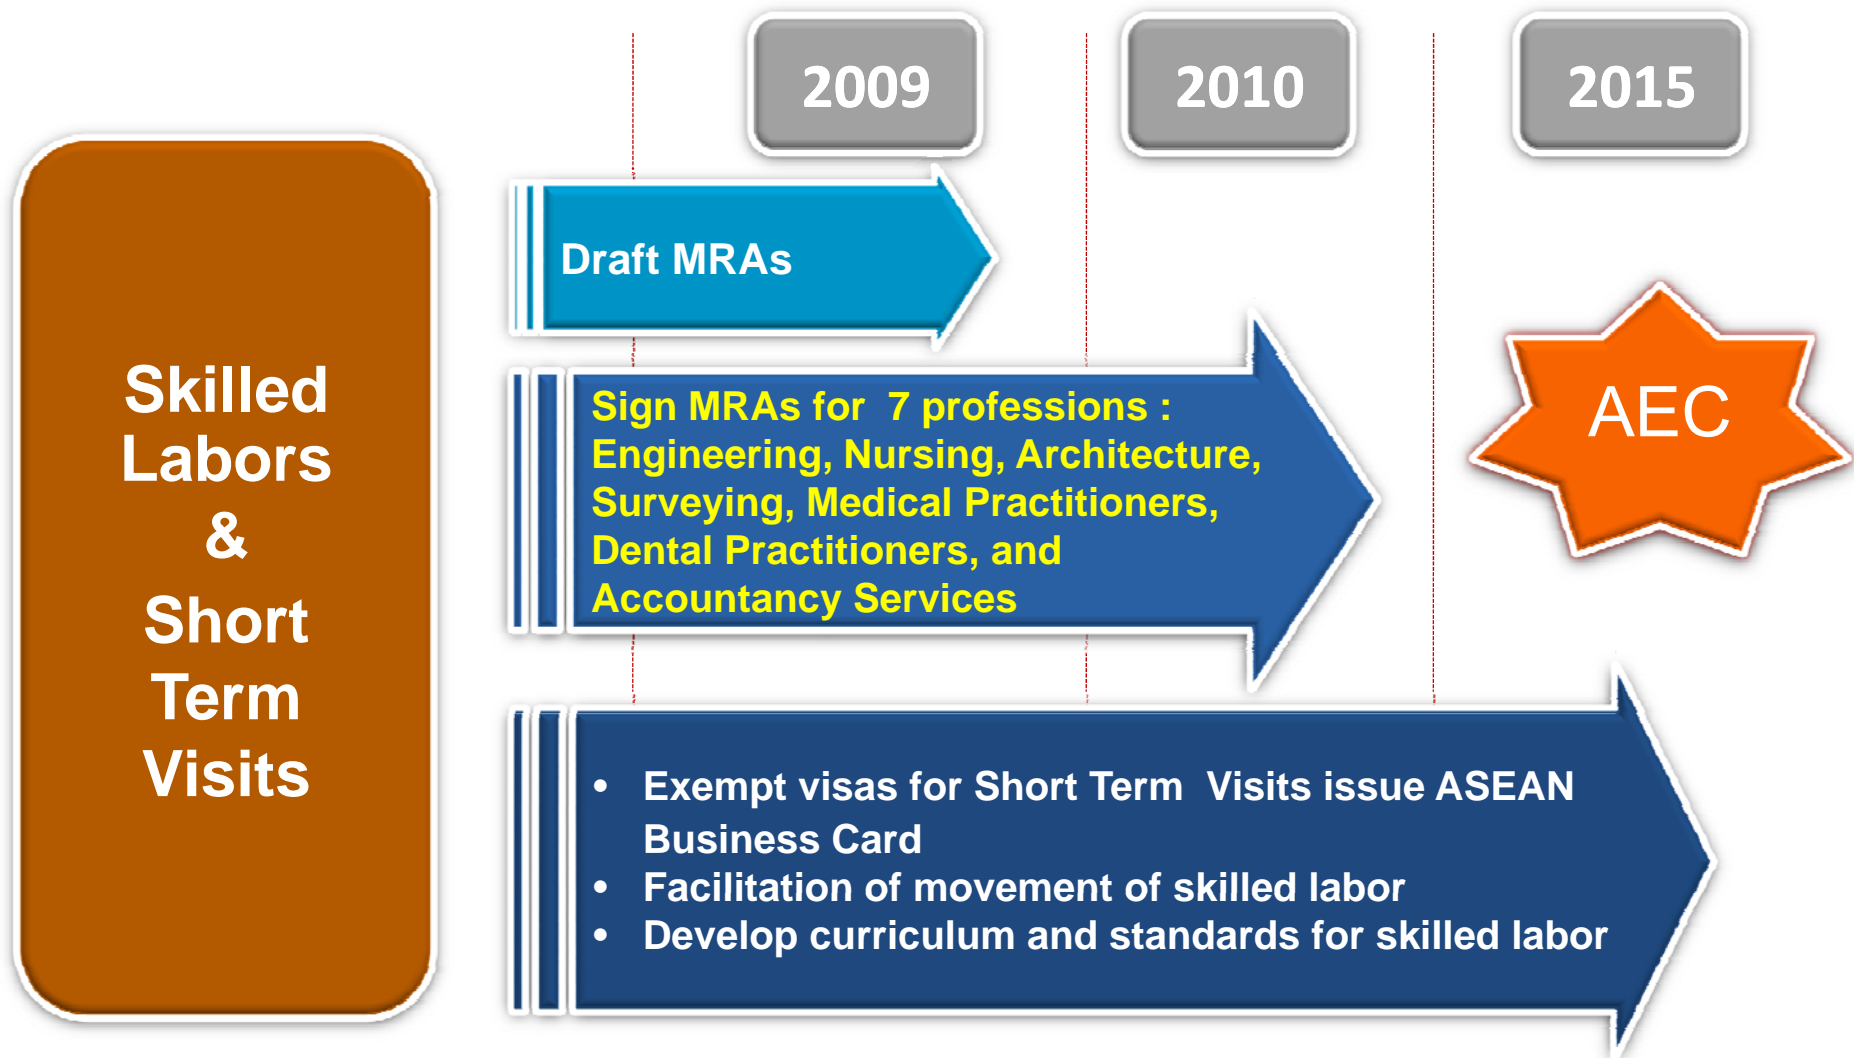 2009
2010
2015
Skilled
Labors
&
Short
Term
Visits
Draft MRAs
Sign MRAs for  7 professions :
Engineering, Nursing, Architecture,
Surveying, Medical Practitioners,
Dental Practitioners, and
Accountancy Services
AEC
• Exempt visas for Short Term  Visits issue ASEAN
Business Card
• Facilitation of movement of skilled labor
• Develop curriculum and standards for skilled labor